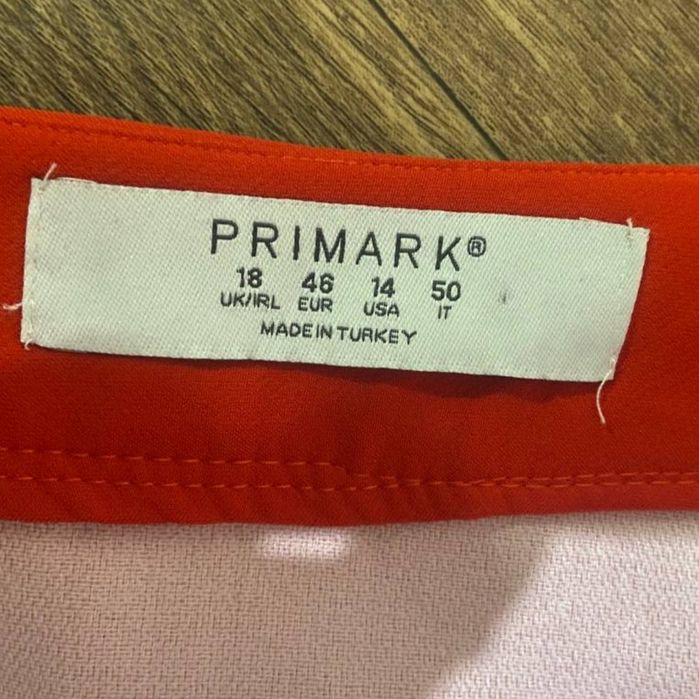 PRIMARK®
18 46 14 50
UK/IRL EUR USA IT
MADE IN TURKEY